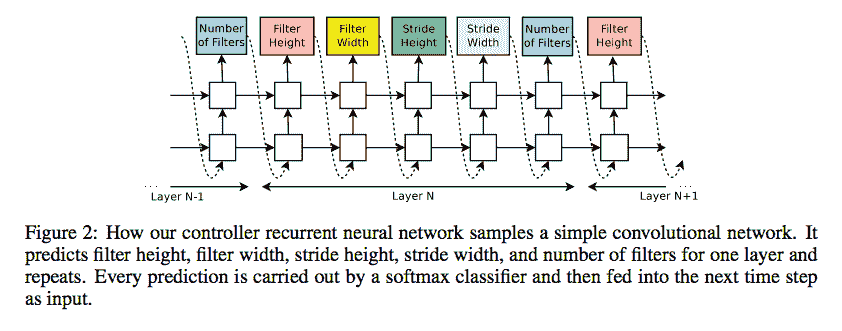 Number
of Filters
Filter
Height
Filter
Width
Stride
Height
Stride
Width
Number
of Filters
Filter
Height
... Layer N-1
Layer N
Layer N+1 ...
Figure 2: How our controller recurrent neural network samples a simple convolutional network. It
predicts filter height, filter width, stride height, stride width, and number of filters for one layer and
repeats. Every prediction is carried out by a softmax classifier and then fed into the next time step
as input.